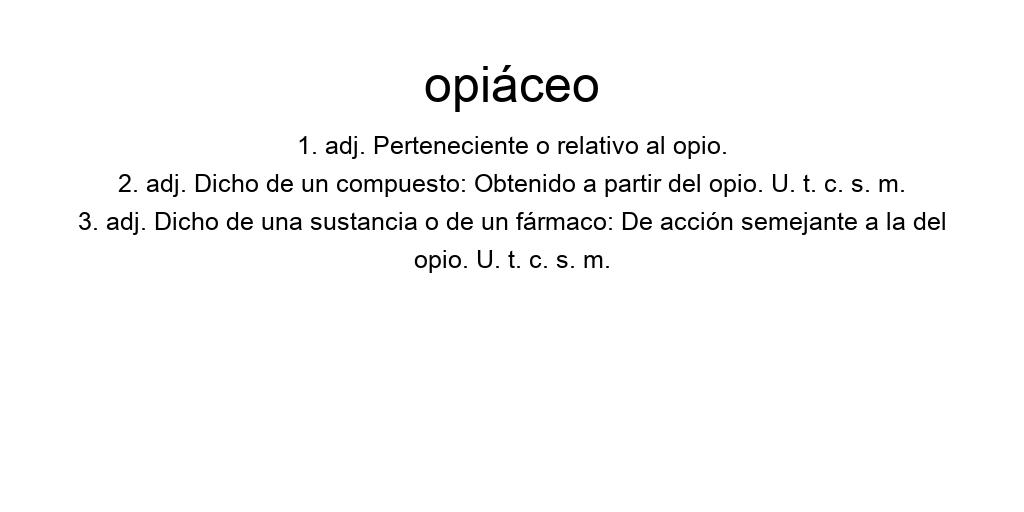 opiáceo
1. adj. Perteneciente o relativo al opio.
2. adj. Dicho de un compuesto: Obtenido a partir del opio. U. t. c. s. m.
3. adj. Dicho de una sustancia o de un fármaco: De acción semejante a la del
opio. U. t. c. s. m.